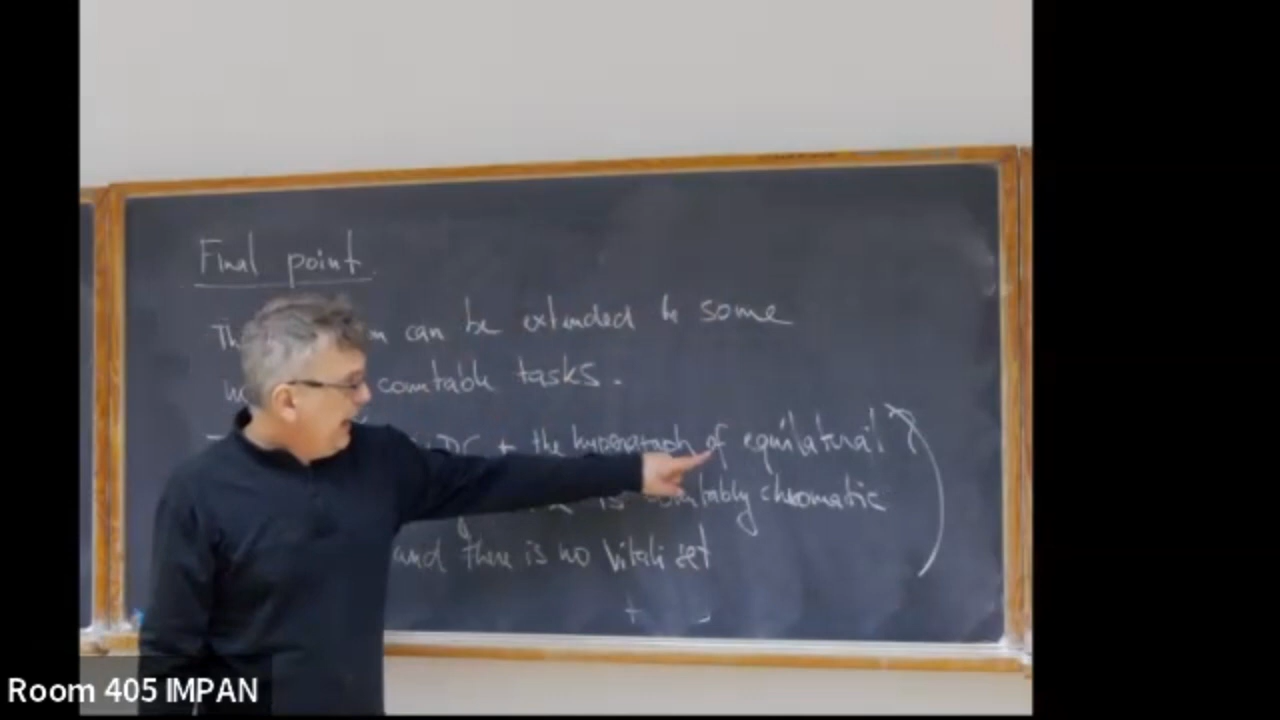 Final point
can be extended to some
countable tasks.
DC + the hypergraph of equilateral
is countably chromatic
and there is no Vitali set
Room 405 IMPAN